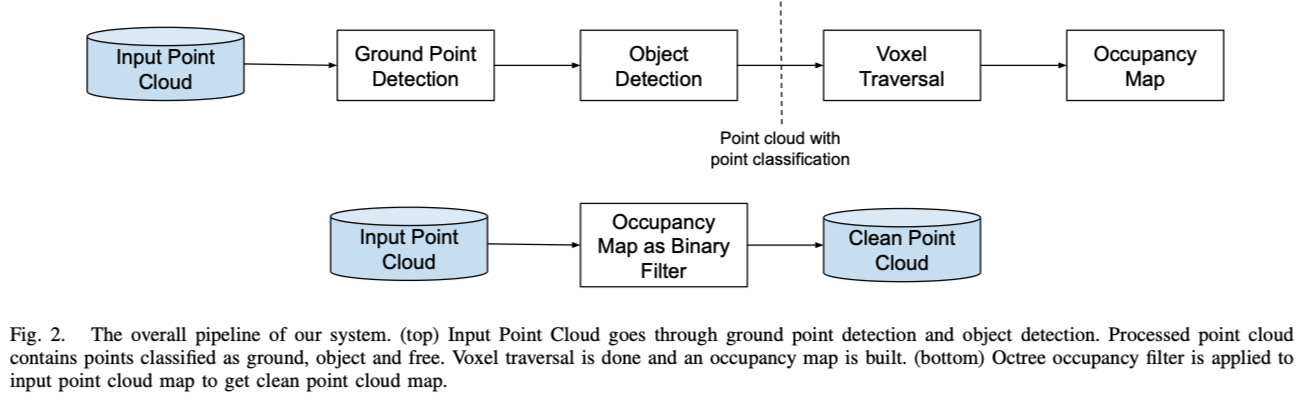 Input Point
Cloud
Ground Point
Detection
Object
Detection
Voxel
Traversal
Occupancy
Map
Point cloud with
point classification
Input Point
Cloud
Occupancy
Map as Binary
Filter
Clean Point
Cloud
Fig. 2. The overall pipeline of our system. (top) Input Point Cloud goes through ground point detection and object detection. Processed point cloud
contains points classified as ground, object and free. Voxel traversal is done and an occupancy map is built. (bottom) Octree occupancy filter is applied to
input point cloud map to get clean point cloud map.